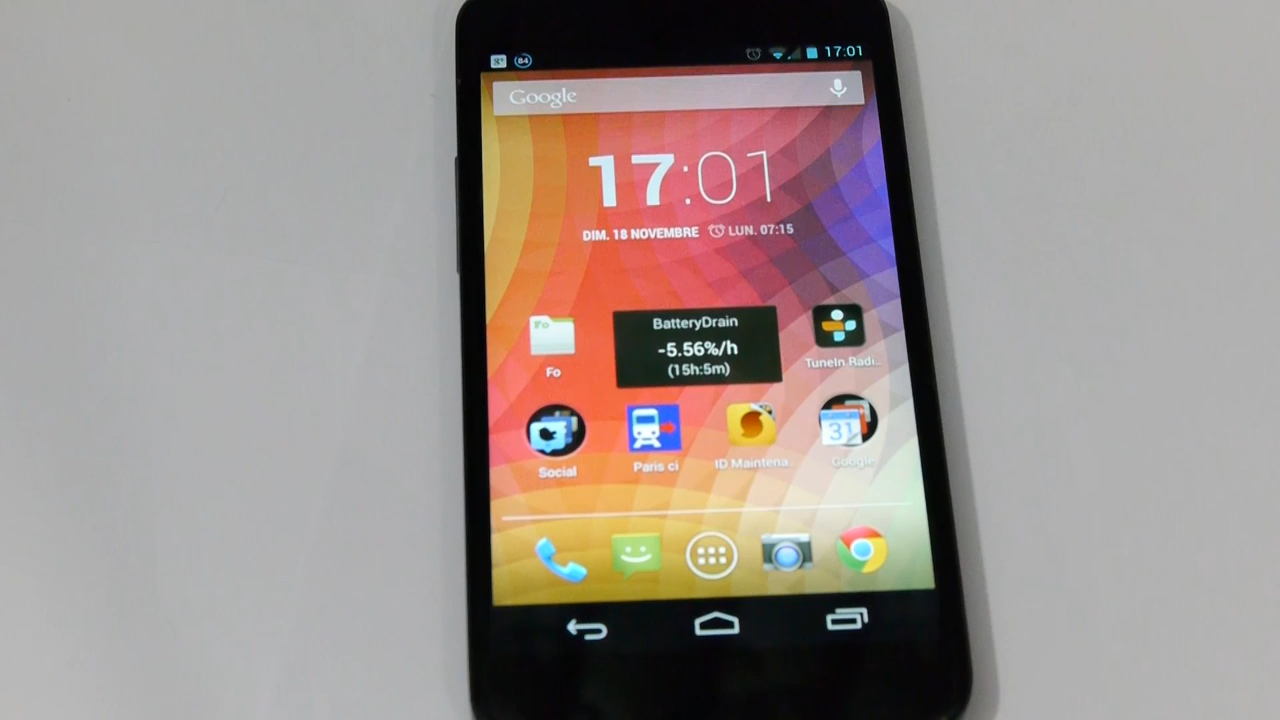 g+ 84 17:01
Google
17:01
DIM. 18 NOVEMBRE LUN. 07:15
BatteryDrain
-5.56%/h
(15h:5m)
Fo
Fo
TuneIn Radi..
31
Social
Paris ci
ID Maintena..
Google